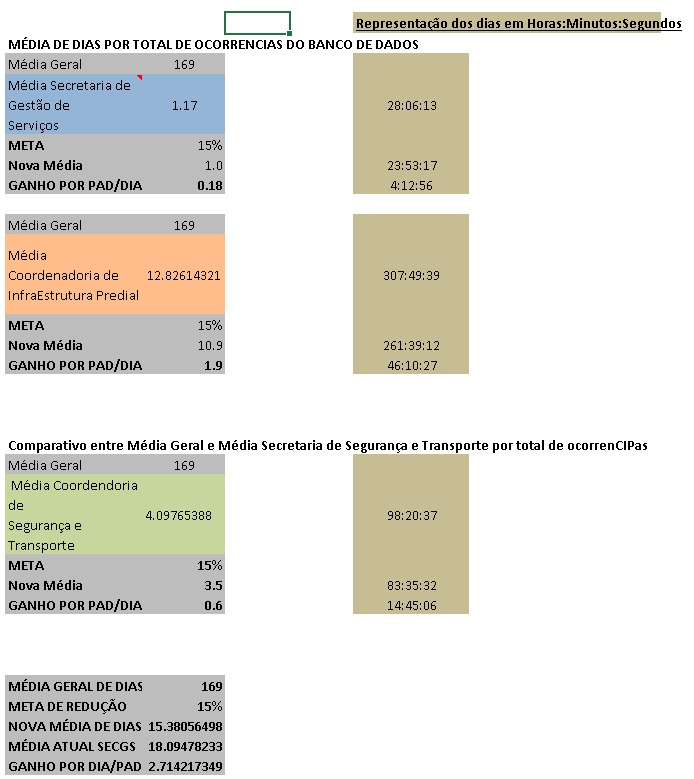 Representação dos dias em Horas:Minutos:Segundos
MÉDIA DE DIAS POR TOTAL DE OCORRENCIAS DO BANCO DE DADOS
Média Geral 169
Média Secretaria de
Gestão de 1.17 28:06:13
Serviços
META 15%
Nova Média 1.0 23:53:17
GANHO POR PAD/DIA 0.18 4:12:56
Média Geral 169
Média
Coordenadoria de 12.82614321 307:49:39
InfraEstrutura Predial
META 15%
Nova Média 10.9 261:39:12
GANHO POR PAD/DIA 1.9 46:10:27
Comparativo entre Média Geral e Média Secretaria de Segurança e Transporte por total de ocorrenCIPas
Média Geral 169
Média Coordendoria
de
Segurança e 4.09765388 98:20:37
Transporte
META 15%
Nova Média 3.5 83:35:32
GANHO POR PAD/DIA 0.6 14:45:06
MÉDIA GERAL DE DIAS 169
META DE REDUÇÃO 15%
NOVA MÉDIA DE DIAS 15.38056498
MÉDIA ATUAL SECGS 18.09478233
GANHO POR DIA/PAD 2.714217349